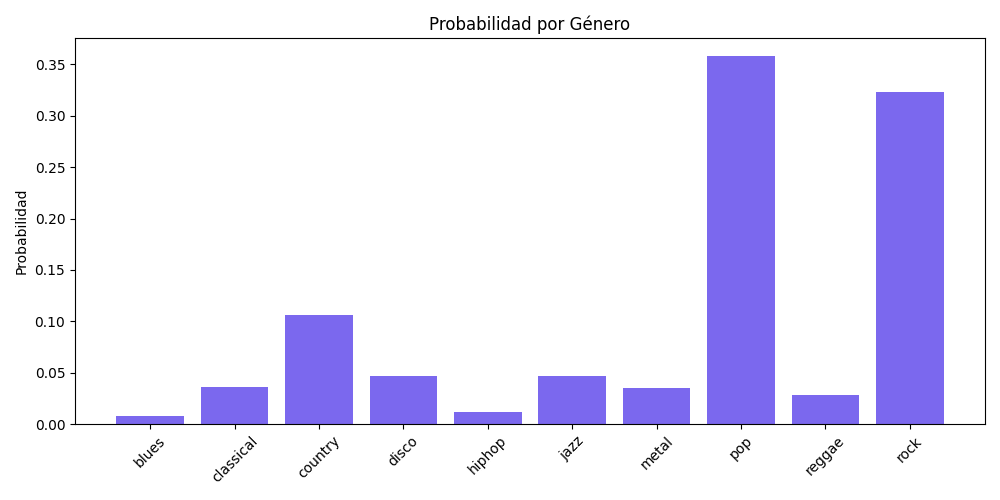 Probabilidad por Género
Probabilidad
0.35
0.30
0.25
0.20
0.15
0.10
0.05
0.00
blues
classical
country
disco
hiphop
jazz
metal
pop
reggae
rock